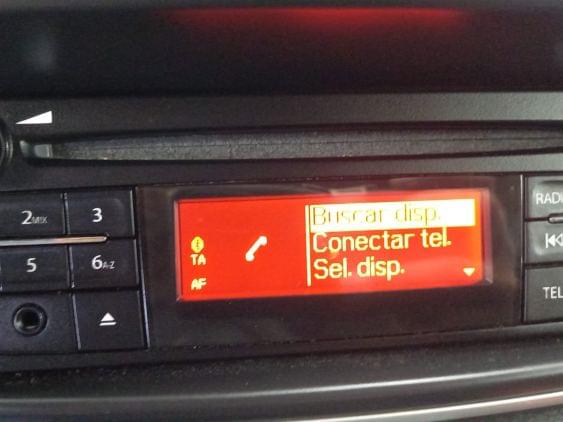 2MIX
3
5
6A-Z
Buscar disp.
Conectar tel.
Sel. disp.
i
TA
AF
TEL